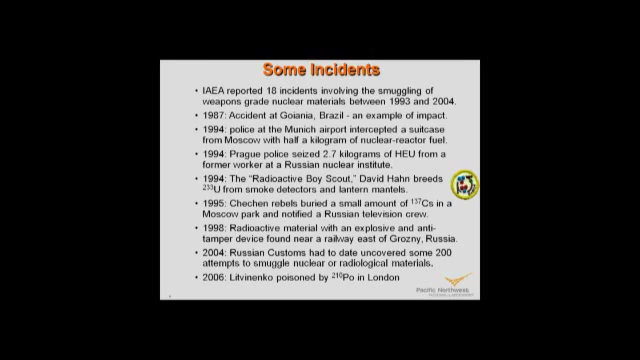 Some Incidents
IAEA reported 18 incidents involving the smuggling of
weapons grade nuclear materials between 1993 and 2004.
1987: Accident at Goiania, Brazil - an example of impact.
1994: police at the Munich airport intercepted a suitcase
from Moscow with half a kilogram of nuclear-reactor fuel.
1994: Prague police seized 2.7 kilograms of HEU from a
former worker at a Russian nuclear institute.
1994: The "Radioactive Boy Scout," David Hahn breeds
²³³U from smoke detectors and lantern mantels.
1995: Chechen rebels buried a small amount of ¹³⁷Cs in a
Moscow park and notified a Russian television crew.
1998: Radioactive material with an explosive and anti-
tamper device found near a railway east of Grozny, Russia.
2004: Russian Customs had to date uncovered some 200
attempts to smuggle nuclear or radiological materials.
2006: Litvinenko poisoned by ²¹⁰Po in London
Pacific Northwest